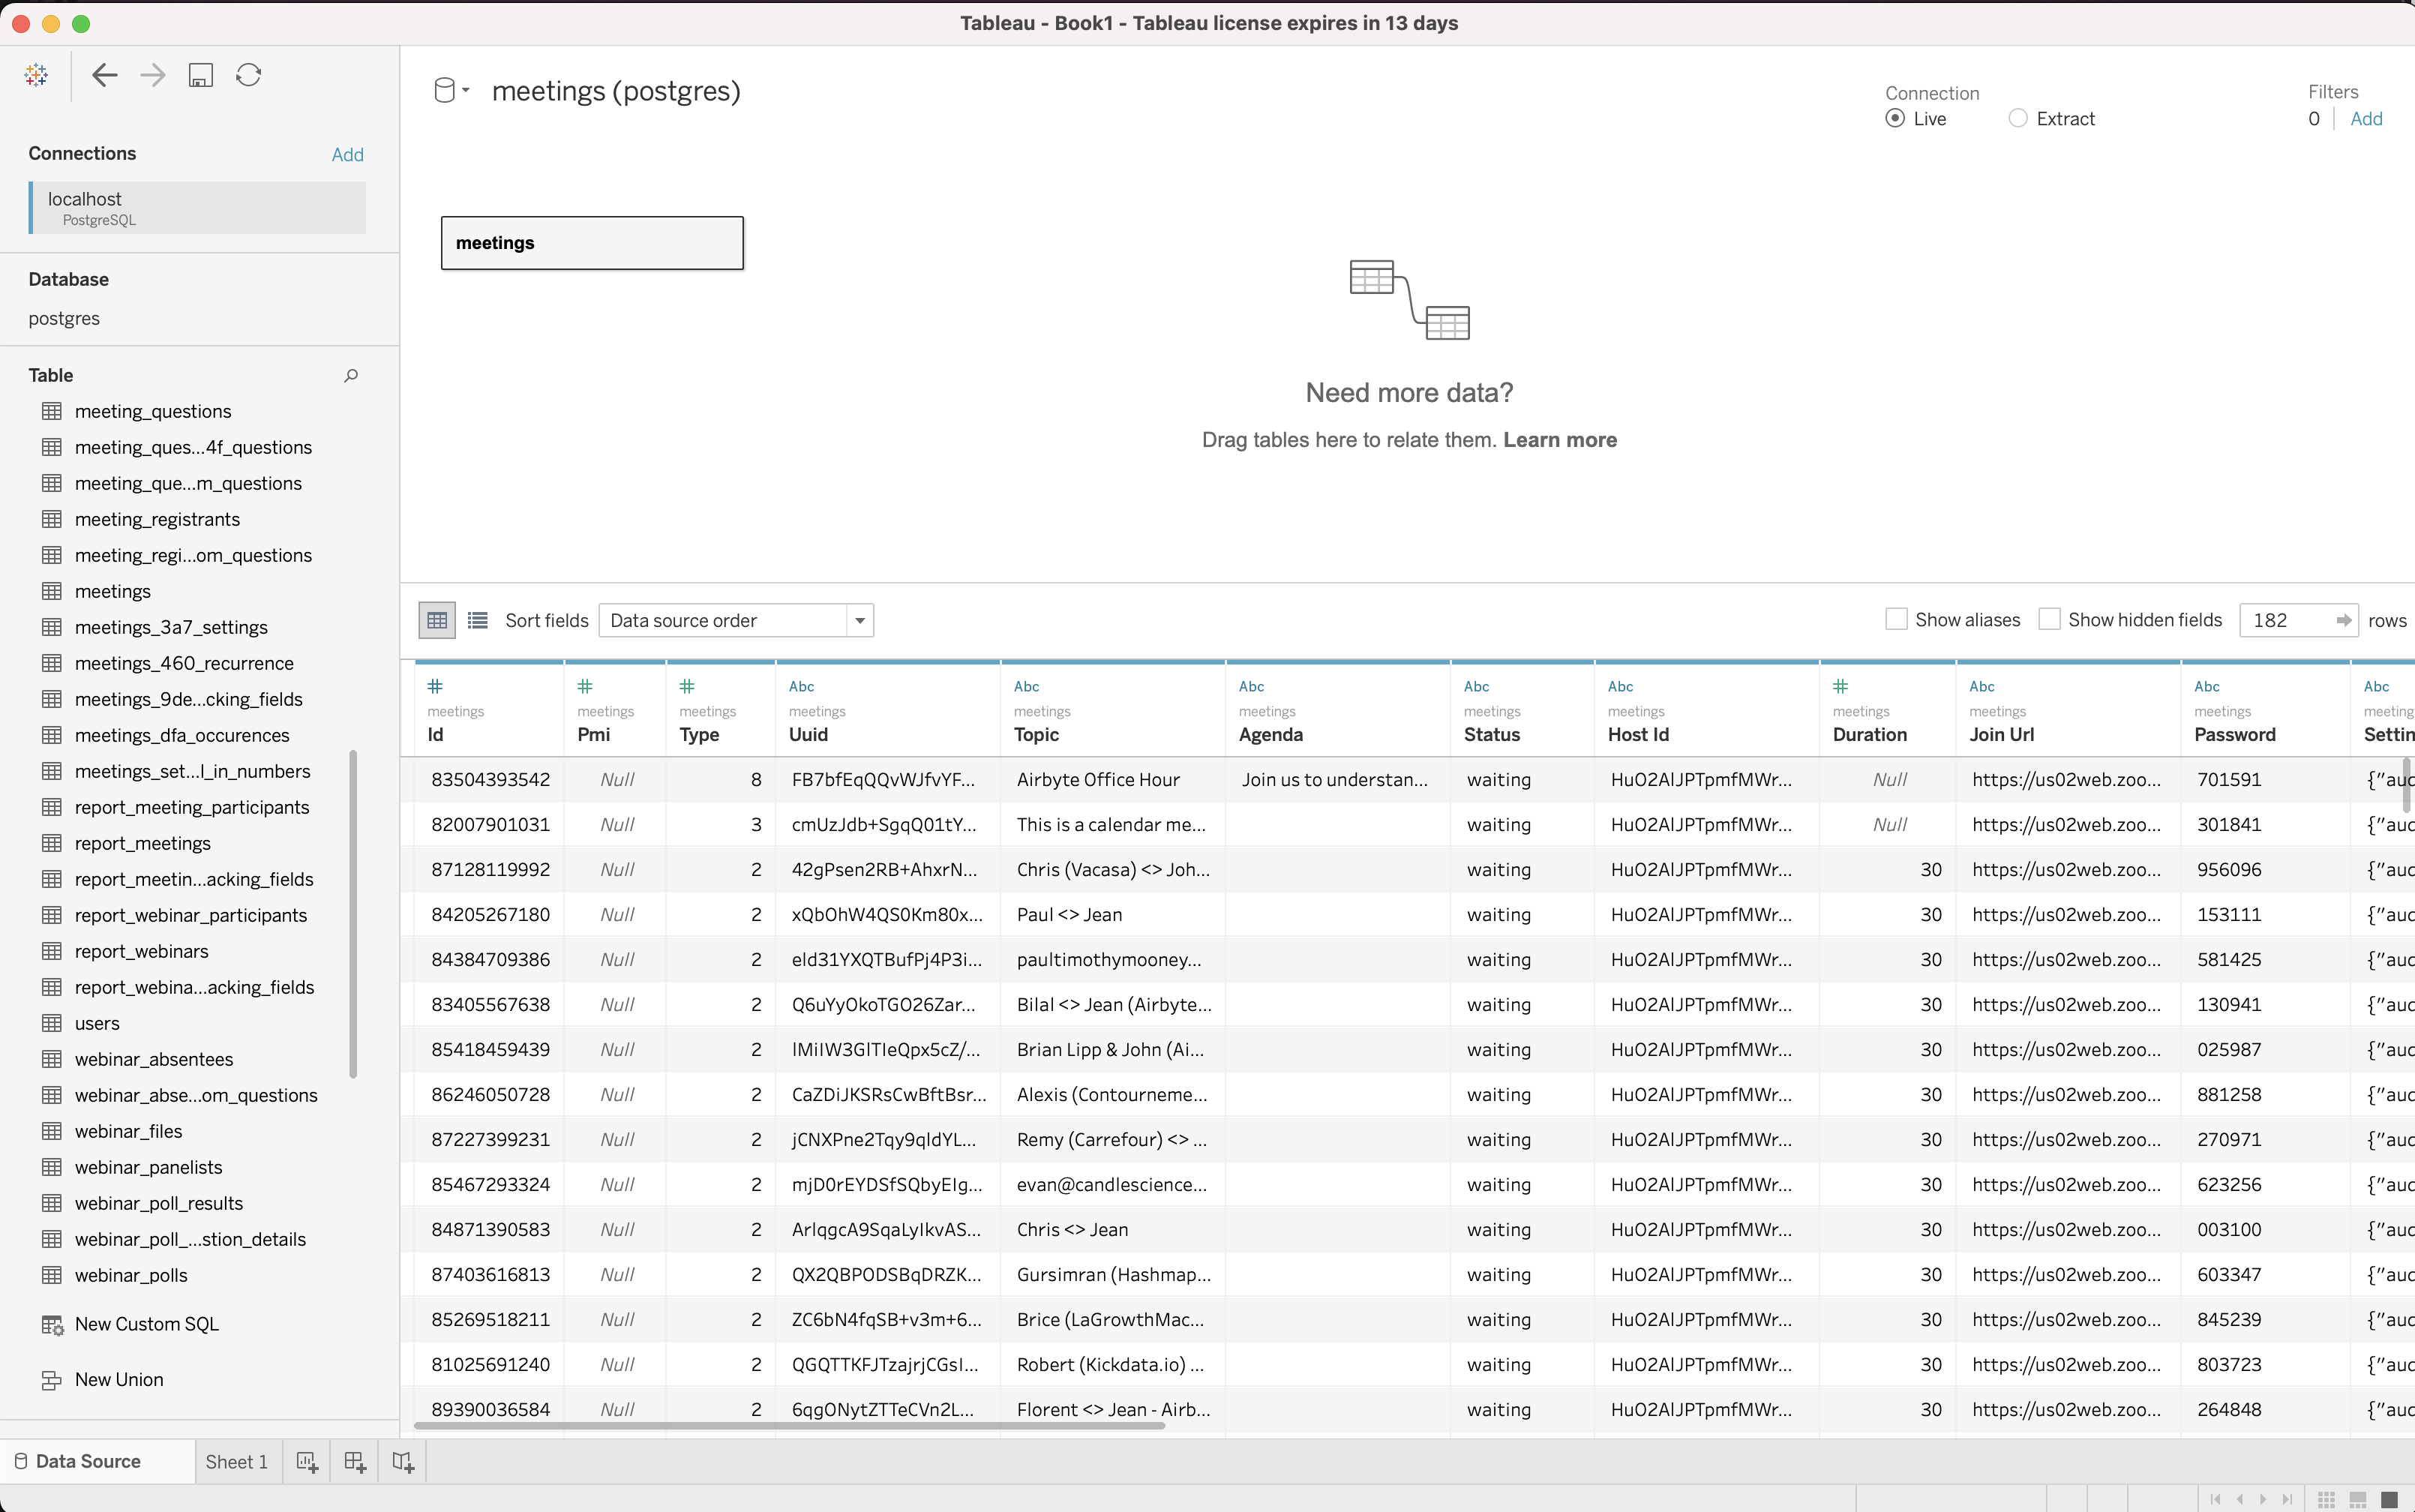 Tableau - Book1 - Tableau license expires in 13 days
Connections Add
localhost
PostgreSQL
Database
postgres
Table
meeting_questions
meeting_ques...4f_questions
meeting_que...m_questions
meeting_registrants
meeting_regi...om_questions
meetings
meetings_3a7_settings
meetings_460_recurrence
meetings_9de...cking_fields
meetings_dfa_occurences
meetings_set...l_in_numbers
report_meeting_participants
report_meetings
report_meetin...acking_fields
report_webinar_participants
report_webinars
report_webina...acking_fields
users
webinar_absentees
webinar_abse...om_questions
webinar_files
webinar_panelists
webinar_poll_results
webinar_poll_...stion_details
webinar_polls
New Custom SQL
New Union
meetings (postgres)
Connection
Live Extract
Filters
0 Add
meetings
Need more data?
Drag tables here to relate them. Learn more
Sort fields Data source order Show aliases Show hidden fields 182 rows
# # # Abc Abc Abc Abc Abc # Abc Abc Abc
meetings meetings meetings meetings meetings meetings meetings meetings meetings meetings meetings meeting
Id Pmi Type Uuid Topic Agenda Status Host Id Duration Join Url Password Settin
83504393542 Null 8 FB7bfEqQQvWJfvYF... Airbyte Office Hour Join us to understan... waiting HuO2AlJPTpmfMWr... Null https://us02web.zoo... 701591 {"auc
82007901031 Null 3 cmUzJdb+SgqQ01tY... This is a calendar me... waiting HuO2AlJPTpmfMWr... Null https://us02web.zoo... 301841 {"auc
87128119992 Null 2 42gPsen2RB+AhxrN... Chris (Vacasa) <> Joh... waiting HuO2AlJPTpmfMWr... 30 https://us02web.zoo... 956096 {"auc
84205267180 Null 2 xQbOhW4QS0Km80x... Paul <> Jean waiting HuO2AlJPTpmfMWr... 30 https://us02web.zoo... 153111 {"auc
84384709386 Null 2 eld31YXQTBufPj4P3i... paultimothymooney... waiting HuO2AlJPTpmfMWr... 30 https://us02web.zoo... 581425 {"auc
83405567638 Null 2 Q6uYyOkoTGO26Zar... Bilal <> Jean (Airbyte... waiting HuO2AlJPTpmfMWr... 30 https://us02web.zoo... 130941 {"auc
85418459439 Null 2 IMiIW3GlTIeQpx5cZ/... Brian Lipp & John (Ai... waiting HuO2AlJPTpmfMWr... 30 https://us02web.zoo... 025987 {"auc
86246050728 Null 2 CaZDiJKSRsCwBftBsr... Alexis (Contourneme... waiting HuO2AlJPTpmfMWr... 30 https://us02web.zoo... 881258 {"auc
87227399231 Null 2 jCNXPne2Tqy9qldYL... Remy (Carrefour) <> ... waiting HuO2AlJPTpmfMWr... 30 https://us02web.zoo... 270971 {"auc
85467293324 Null 2 mjD0rEYDSfSQbyEIg... evan@candlescience... waiting HuO2AlJPTpmfMWr... 30 https://us02web.zoo... 623256 {"auc
84871390583 Null 2 ArIqgcA9SqaLyIkvAS... Chris <> Jean waiting HuO2AlJPTpmfMWr... 30 https://us02web.zoo... 003100 {"auc
87403616813 Null 2 QX2QBPODSBqDRZK... Gursimran (Hashmap... waiting HuO2AlJPTpmfMWr... 30 https://us02web.zoo... 603347 {"auc
85269518211 Null 2 ZC6bN4fqSB+v3m+6... Brice (LaGrowthMac... waiting HuO2AlJPTpmfMWr... 30 https://us02web.zoo... 845239 {"auc
81025691240 Null 2 QGQTTKFJTzajrjCGsI... Robert (Kickdata.io) ... waiting HuO2AlJPTpmfMWr... 30 https://us02web.zoo... 803723 {"auc
89390036584 Null 2 6qgONytZTTeCVn2L... Florent <> Jean - Airb... waiting HuO2AlJPTpmfMWr... 30 https://us02web.zoo... 264848 {"auc
Data Source Sheet 1